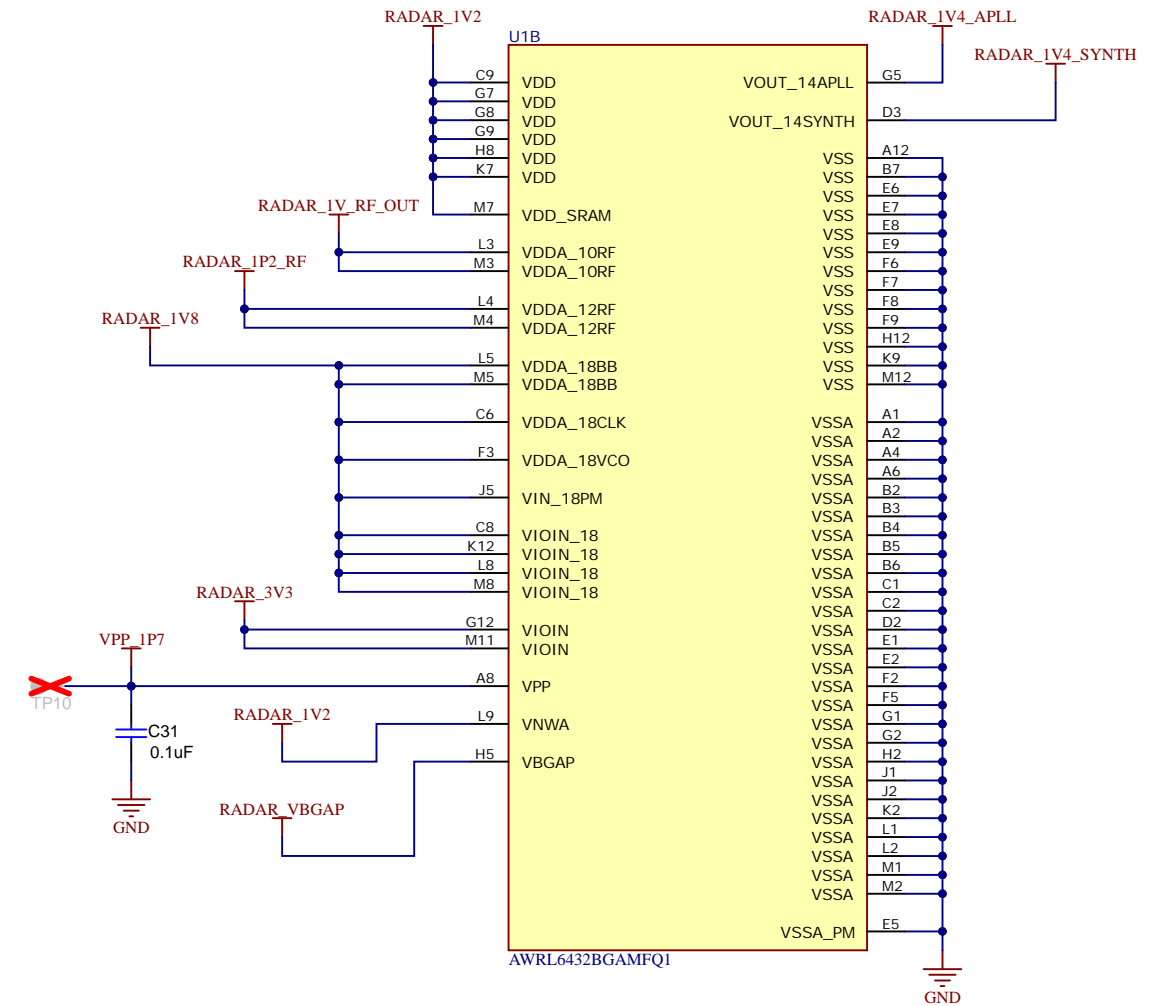 RADAR_1V2
U1B
RADAR_1V4_APLL
RADAR_1V4_SYNTH
C9 VDD
G7 VDD
G8 VDD
G9 VDD
H8 VDD
K7 VDD
M7 VDD_SRAM
RADAR_1V_RF_OUT
L3 VDDA_10RF
M3 VDDA_10RF
RADAR_1P2_RF
L4 VDDA_12RF
M4 VDDA_12RF
RADAR_1V8
L5 VDDA_18BB
M5 VDDA_18BB
C6 VDDA_18CLK
F3 VDDA_18VCO
J5 VIN_18PM
C8 VIOIN_18
K12 VIOIN_18
L8 VIOIN_18
M8 VIOIN_18
RADAR_3V3
G12 VIOIN
M11 VIOIN
VPP_1P7
TP10
A8 VPP
C31
0.1uF
GND
RADAR_1V2
L9 VNWA
H5 VBGAP
RADAR_VBGAP
VOUT_14APLL G5
VOUT_14SYNTH D3
VSS A12
VSS B7
VSS E6
VSS E7
VSS E8
VSS E9
VSS F6
VSS F7
VSS F8
VSS F9
VSS H12
VSS K9
VSS M12
VSSA A1
VSSA A2
VSSA A4
VSSA A6
VSSA B2
VSSA B3
VSSA B4
VSSA B5
VSSA B6
VSSA C1
VSSA C2
VSSA D2
VSSA E1
VSSA E2
VSSA F2
VSSA F5
VSSA G1
VSSA G2
VSSA H2
VSSA J1
VSSA J2
VSSA K2
VSSA L1
VSSA L2
VSSA M1
VSSA M2
VSSA_PM E5
AWRL6432BGAMFQ1
GND